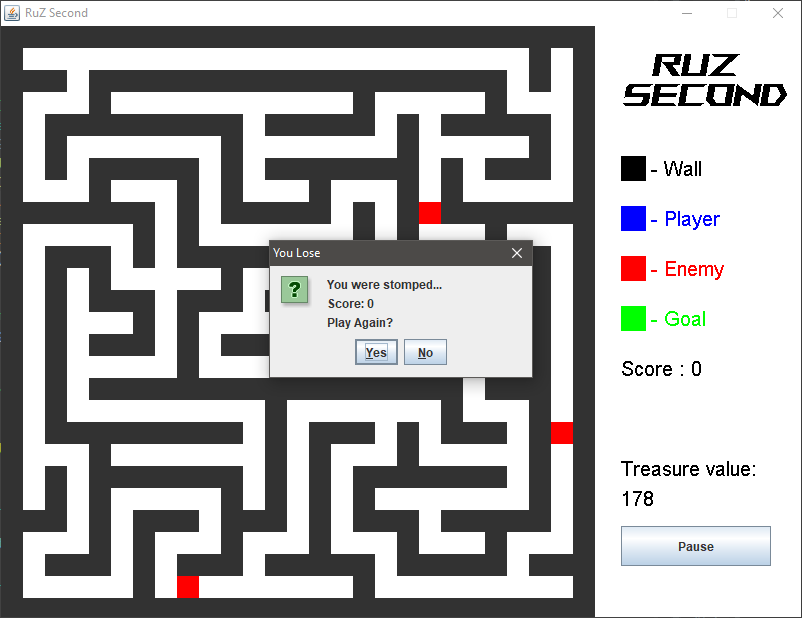 RuZ Second
RUZ
SECOND
- Wall
- Player
- Enemy
- Goal
Score : 0
Treasure value:
178
Pause
You Lose
?
You were stomped...
Score: 0
Play Again?
Yes No